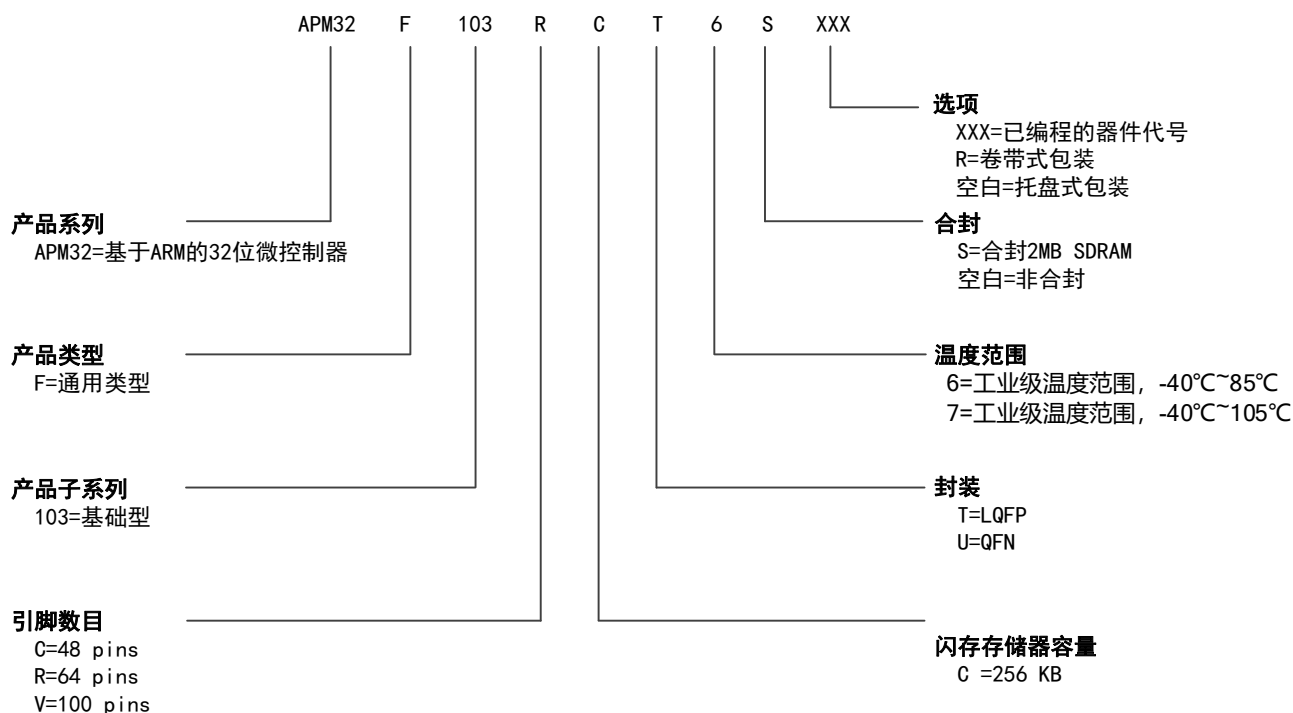 APM32 F 103 R C T 6 S XXX
选项
XXX=已编程的器件代号
R=卷带式包装
空白=托盘式包装
产品系列
APM32=基于ARM的32位微控制器
合封
S=合封2MB SDRAM
空白=非合封
产品类型
F=通用类型
温度范围
6=工业级温度范围，-40℃~85℃
7=工业级温度范围，-40℃~105℃
产品子系列
103=基础型
封装
T=LQFP
U=QFN
引脚数目
C=48 pins
R=64 pins
V=100 pins
闪存存储器容量
C =256 KB